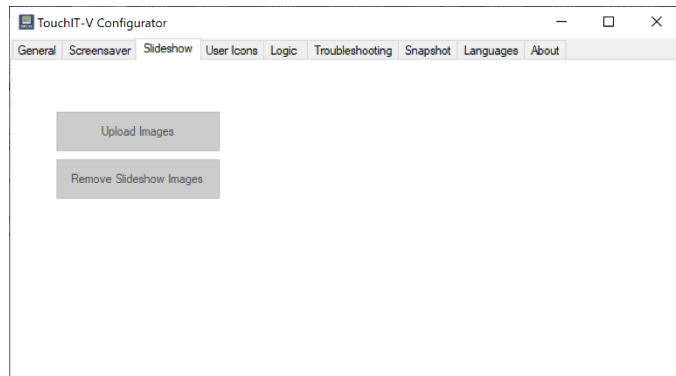 TouchIT-V Configurator
General Screensaver Slideshow User Icons Logic Troubleshooting Snapshot Languages About
Upload Images
Remove Slideshow Images